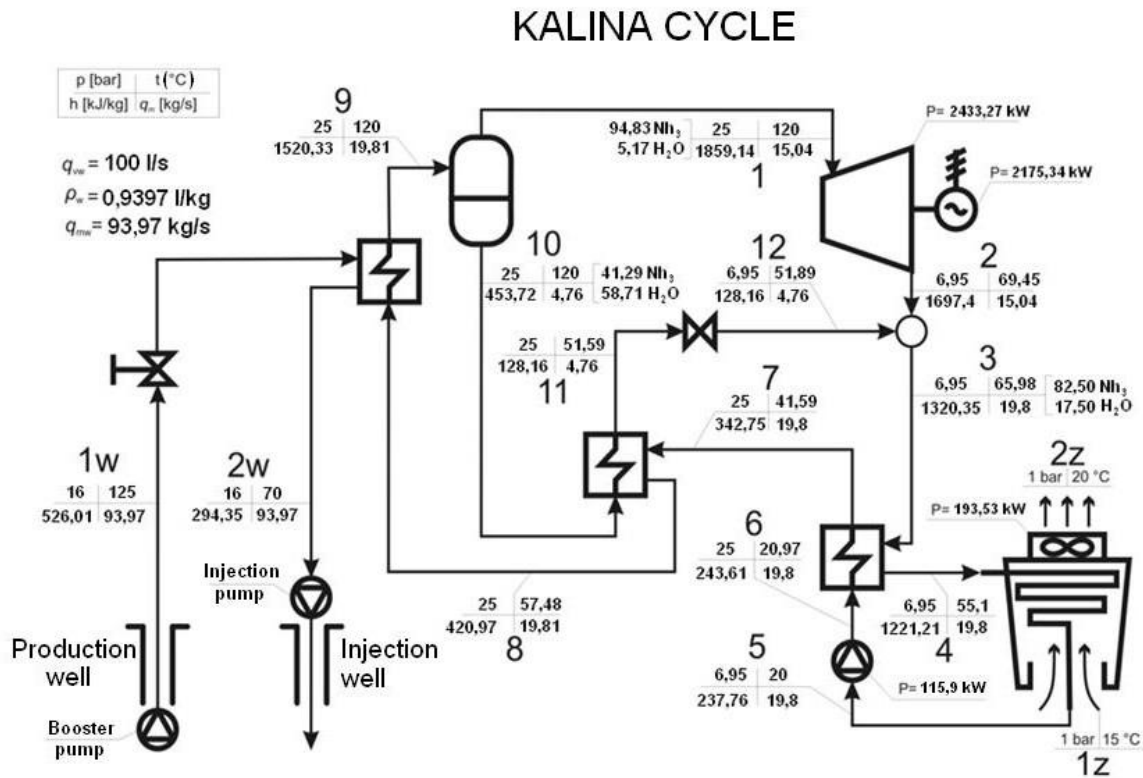 KALINA CYCLE
p [bar] t(°C)
h [kJ/kg] qₘ [kg/s]
q_vw = 100 l/s
ρ_w = 0,9397 l/kg
q_mw = 93,97 kg/s
9
25 120
1520,33 19,81
94,83 Nh₃
5,17 H₂O
25 120
1859,14 15,04
1
P= 2433,27 kW
P= 2175,34 kW
10
25 120
453,72 4,76
41,29 Nh₃
58,71 H₂O
12
6,95 51,89
128,16 4,76
2
6,95 69,45
1697,4 15,04
25 51,59
128,16 4,76
11
7
25 41,59
342,75 19,8
3
6,95 65,98
1320,35 19,8
82,50 Nh₃
17,50 H₂O
1w
16 125
526,01 93,97
2w
16 70
294,35 93,97
2z
1 bar 20 °C
P= 193,53 kW
6
25 20,97
243,61 19,8
Injection
pump
25 57,48
420,97 19,81
8
6,95 55,1
1221,21 19,8
4
Production
well
Injection
well
5
6,95 20
237,76 19,8
P= 115,9 kW
Booster
pump
1 bar 15 °C
1z